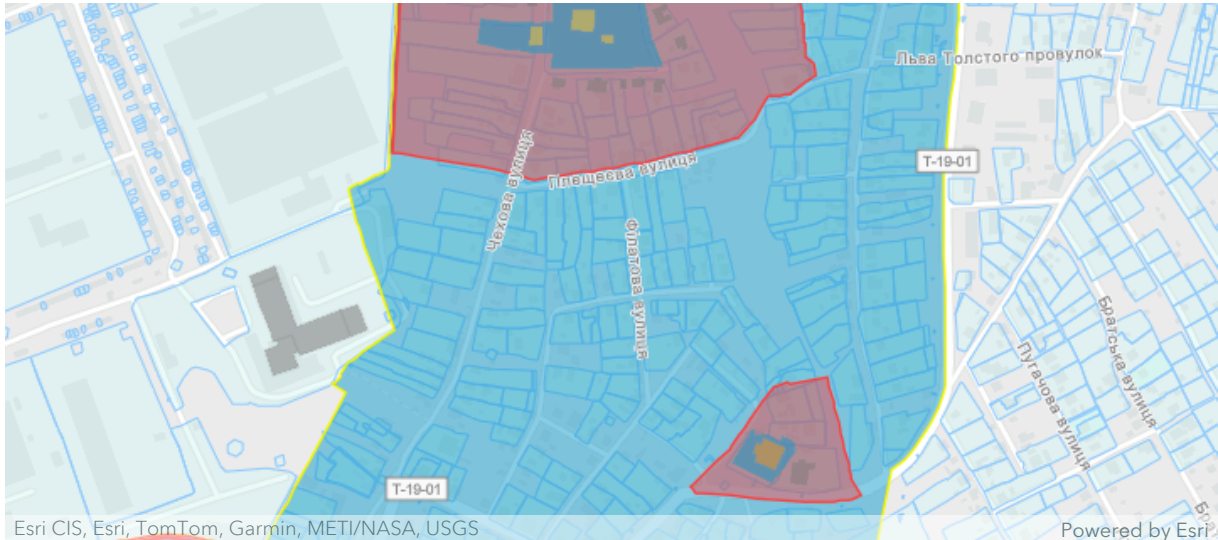 Льва Толстого провулок
Т-19-01
Чехова вулиця
Плещеєва вулиця
Філатова вулиця
Братська вулиця
Пугачова вулиця
Т-19-01
Бра
Esri CIS, Esri, TomTom, Garmin, METI/NASA, USGS
Powered by Esri